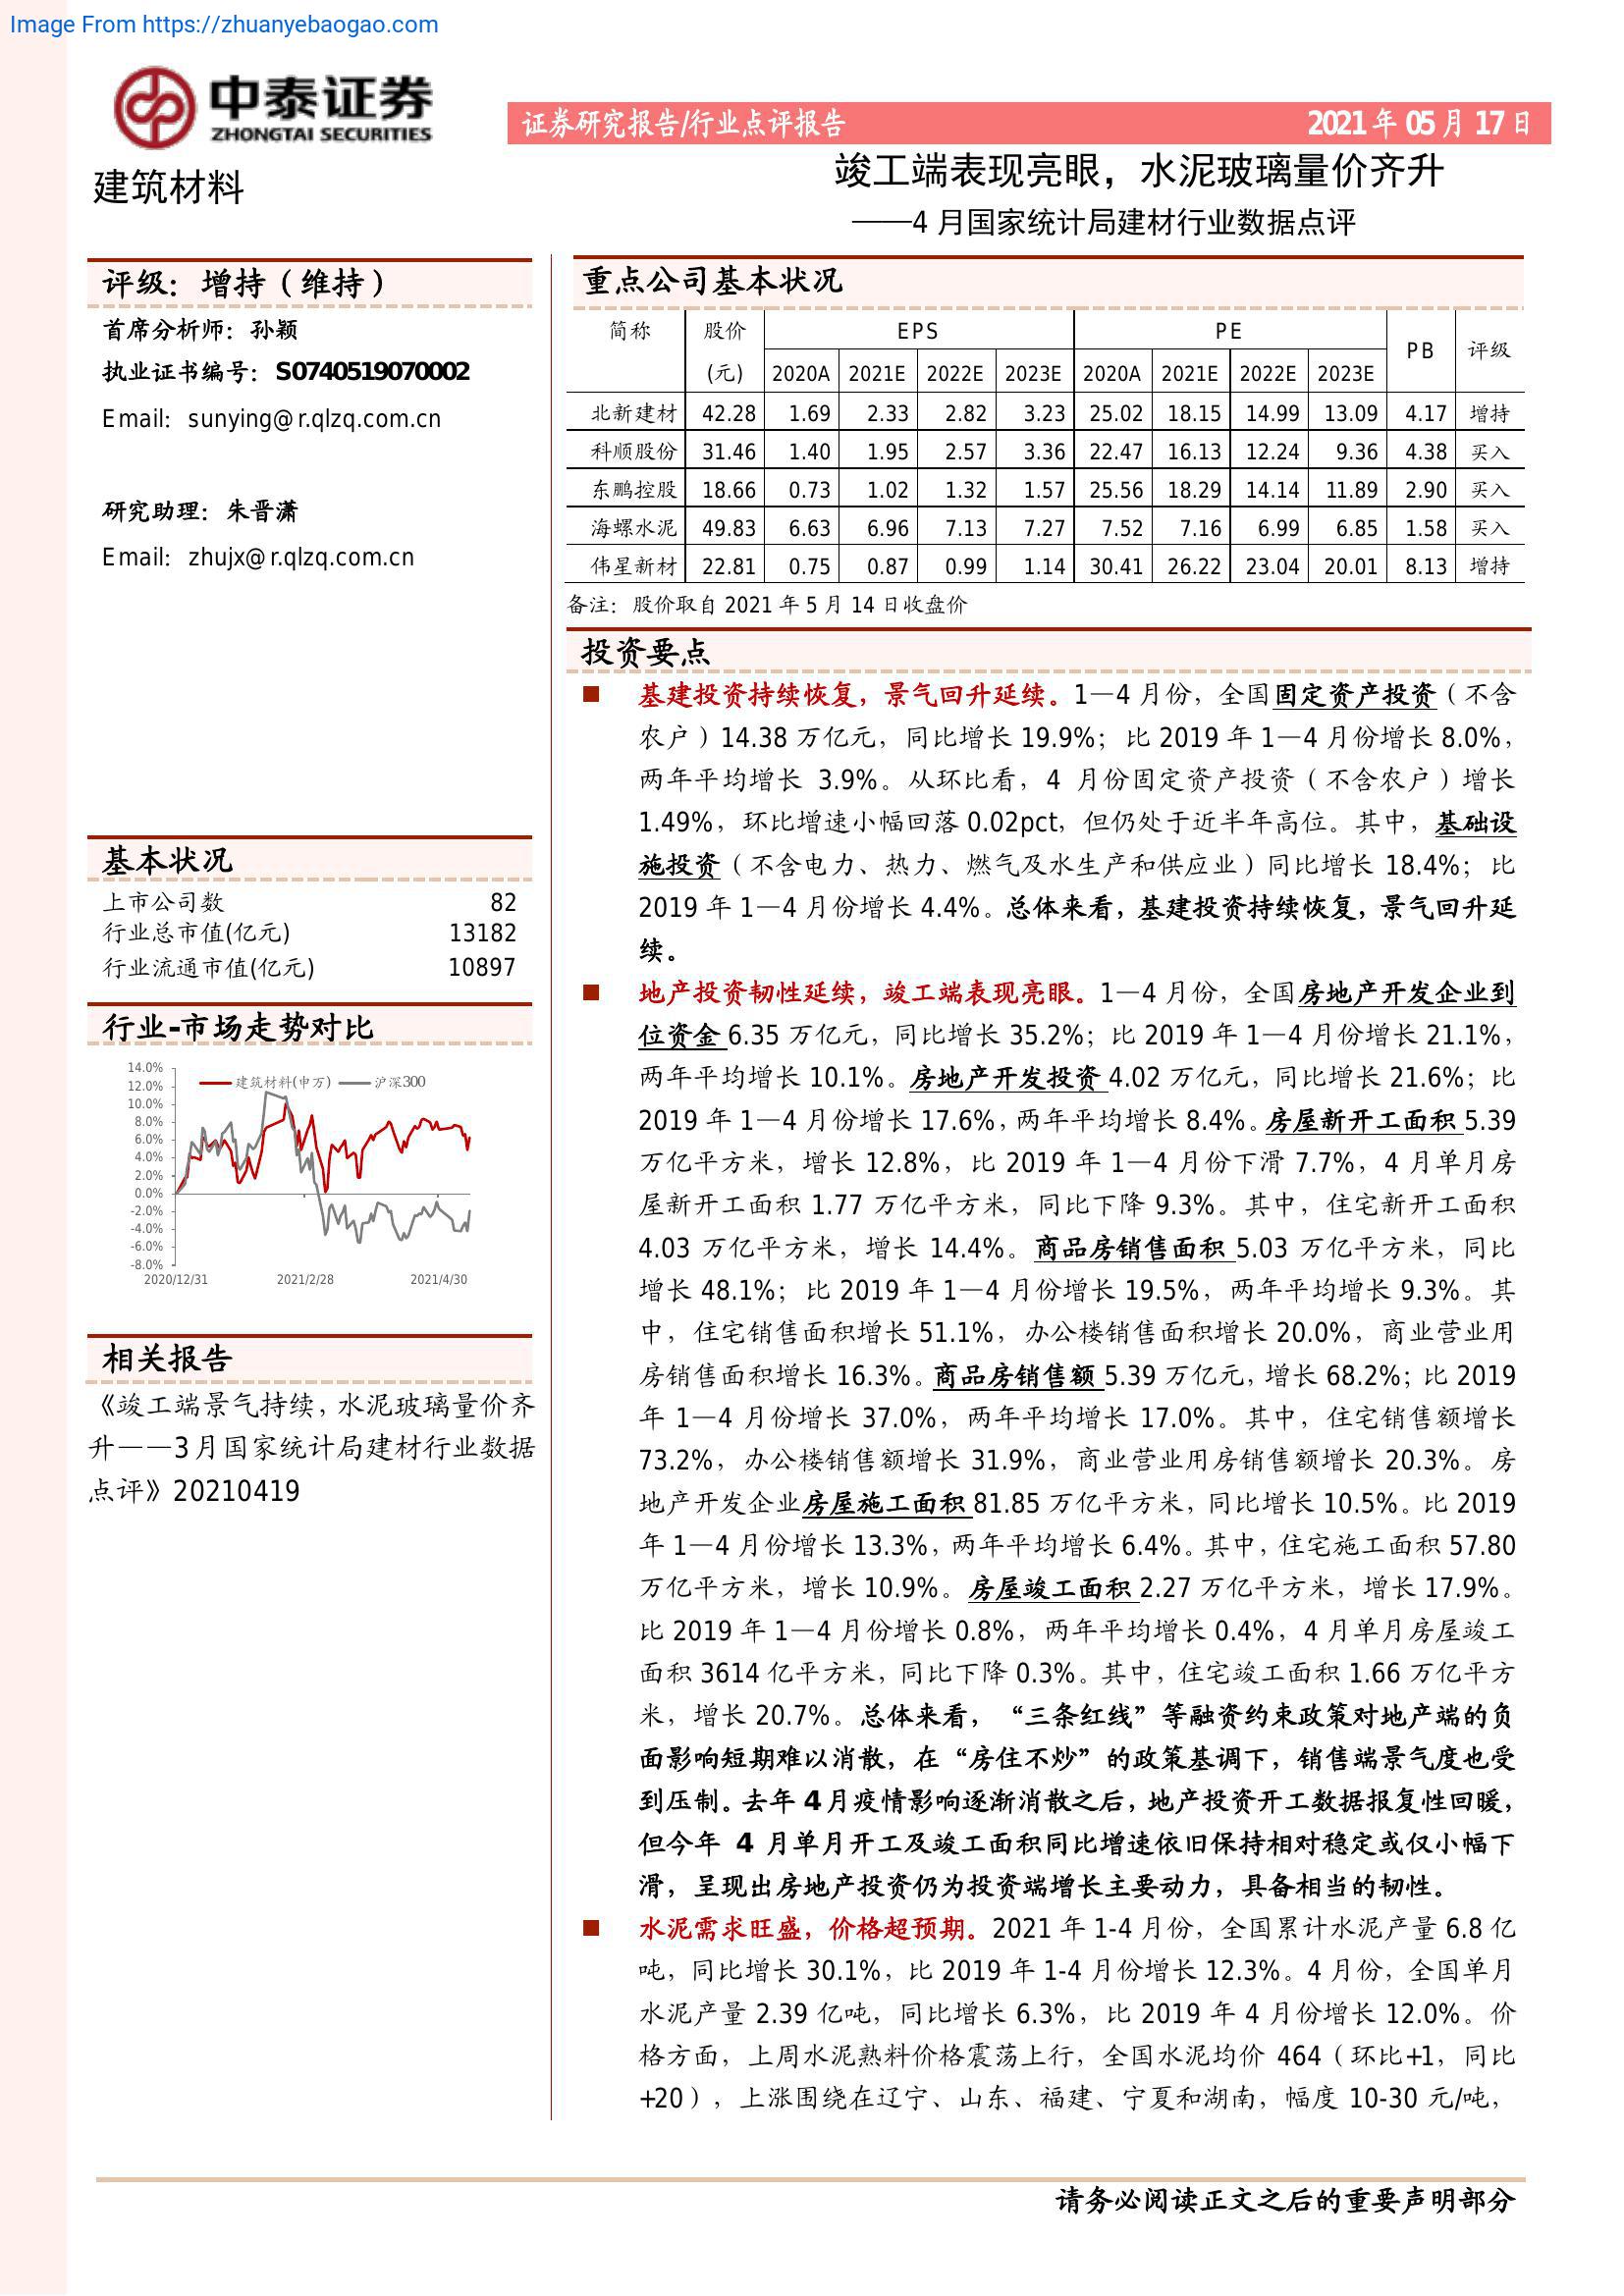 Image From https://zhuanyebaogao.com
中泰证券
ZHONGTAI SECURITIES
证券研究报告/行业点评报告 2021 年 05 月 17 日
建筑材料
竣工端表现亮眼，水泥玻璃量价齐升
——4 月国家统计局建材行业数据点评
评级：增持（维持）
首席分析师：孙颖
执业证书编号：S0740519070002
Email：sunying@r.qlzq.com.cn
研究助理：朱晋潇
Email：zhujx@r.qlzq.com.cn
基本状况
上市公司数 82
行业总市值(亿元) 13182
行业流通市值(亿元) 10897
行业-市场走势对比
建筑材料(申万) 沪深300
14.0%
12.0%
10.0%
8.0%
6.0%
4.0%
2.0%
0.0%
-2.0%
-4.0%
-6.0%
-8.0%
2020/12/31 2021/2/28 2021/4/30
相关报告
《竣工端景气持续，水泥玻璃量价齐
升——3 月国家统计局建材行业数据
点评》20210419
重点公司基本状况
简称 股价 EPS PE PB 评级
(元) 2020A 2021E 2022E 2023E 2020A 2021E 2022E 2023E
北新建材 42.28 1.69 2.33 2.82 3.23 25.02 18.15 14.99 13.09 4.17 增持
科顺股份 31.46 1.40 1.95 2.57 3.36 22.47 16.13 12.24 9.36 4.38 买入
东鹏控股 18.66 0.73 1.02 1.32 1.57 25.56 18.29 14.14 11.89 2.90 买入
海螺水泥 49.83 6.63 6.96 7.13 7.27 7.52 7.16 6.99 6.85 1.58 买入
伟星新材 22.81 0.75 0.87 0.99 1.14 30.41 26.22 23.04 20.01 8.13 增持
备注：股价取自 2021 年 5 月 14 日收盘价
投资要点
■ 基建投资持续恢复，景气回升延续。1—4 月份，全国固定资产投资（不含
农户）14.38 万亿元，同比增长 19.9%；比 2019 年 1—4 月份增长 8.0%，
两年平均增长 3.9%。从环比看，4 月份固定资产投资（不含农户）增长
1.49%，环比增速小幅回落 0.02pct，但仍处于近半年高位。其中，基础设
施投资（不含电力、热力、燃气及水生产和供应业）同比增长 18.4%；比
2019 年 1—4 月份增长 4.4%。总体来看，基建投资持续恢复，景气回升延
续。
■ 地产投资韧性延续，竣工端表现亮眼。1—4 月份，全国房地产开发企业到
位资金 6.35 万亿元，同比增长 35.2%；比 2019 年 1—4 月份增长 21.1%，
两年平均增长 10.1%。房地产开发投资 4.02 万亿元，同比增长 21.6%；比
2019 年 1—4 月份增长 17.6%，两年平均增长 8.4%。房屋新开工面积 5.39
万亿平方米，增长 12.8%，比 2019 年 1—4 月份下滑 7.7%，4 月单月房
屋新开工面积 1.77 万亿平方米，同比下降 9.3%。其中，住宅新开工面积
4.03 万亿平方米，增长 14.4%。商品房销售面积 5.03 万亿平方米，同比
增长 48.1%；比 2019 年 1—4 月份增长 19.5%，两年平均增长 9.3%。其
中，住宅销售面积增长 51.1%，办公楼销售面积增长 20.0%，商业营业用
房销售面积增长 16.3%。商品房销售额 5.39 万亿元，增长 68.2%；比 2019
年 1—4 月份增长 37.0%，两年平均增长 17.0%。其中，住宅销售额增长
73.2%，办公楼销售额增长 31.9%，商业营业用房销售额增长 20.3%。房
地产开发企业房屋施工面积 81.85 万亿平方米，同比增长 10.5%。比 2019
年 1—4 月份增长 13.3%，两年平均增长 6.4%。其中，住宅施工面积 57.80
万亿平方米，增长 10.9%。房屋竣工面积 2.27 万亿平方米，增长 17.9%。
比 2019 年 1—4 月份增长 0.8%，两年平均增长 0.4%，4 月单月房屋竣工
面积 3614 亿平方米，同比下降 0.3%。其中，住宅竣工面积 1.66 万亿平方
米，增长 20.7%。总体来看，“三条红线”等融资约束政策对地产端的负
面影响短期难以消散，在“房住不炒”的政策基调下，销售端景气度也受
到压制。去年 4 月疫情影响逐渐消散之后，地产投资开工数据报复性回暖，
但今年 4 月单月开工及竣工面积同比增速依旧保持相对稳定或仅小幅下
滑，呈现出房地产投资仍为投资端增长主要动力，具备相当的韧性。
■ 水泥需求旺盛，价格超预期。2021 年 1-4 月份，全国累计水泥产量 6.8 亿
吨，同比增长 30.1%，比 2019 年 1-4 月份增长 12.3%。4 月份，全国单月
水泥产量 2.39 亿吨，同比增长 6.3%，比 2019 年 4 月份增长 12.0%。价
格方面，上周水泥熟料价格震荡上行，全国水泥均价 464（环比+1，同比
+20），上涨围绕在辽宁、山东、福建、宁夏和湖南，幅度 10-30 元/吨，
请务必阅读正文之后的重要声明部分